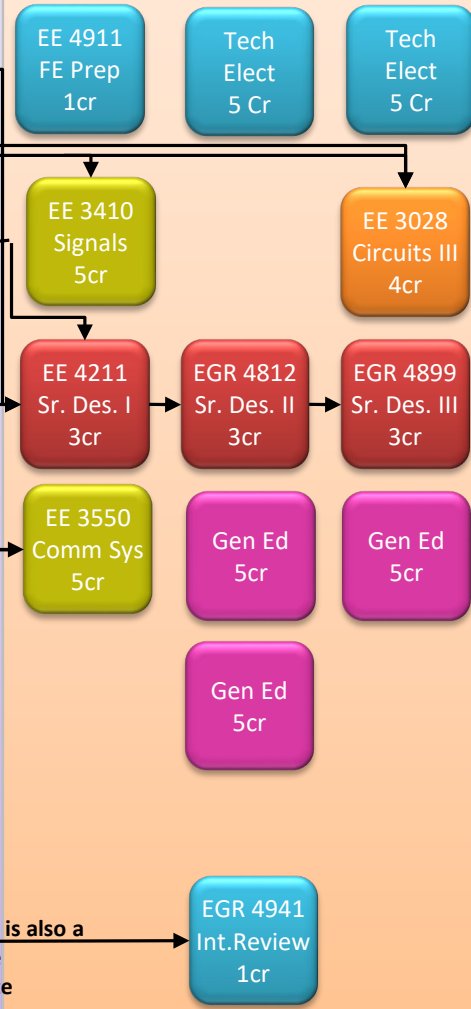 EE 4911
FE Prep
1cr
Tech
Elect
5 Cr
Tech
Elect
5 Cr
EE 3410
Signals
5cr
EE 3028
Circuits III
4cr
EE 4211
Sr. Des. I
3cr
EGR 4812
Sr. Des. II
3cr
EGR 4899
Sr. Des. III
3cr
EE 3550
Comm Sys
5cr
Gen Ed
5cr
Gen Ed
5cr
Gen Ed
5cr
is also a
EGR 4941
Int.Review
1cr